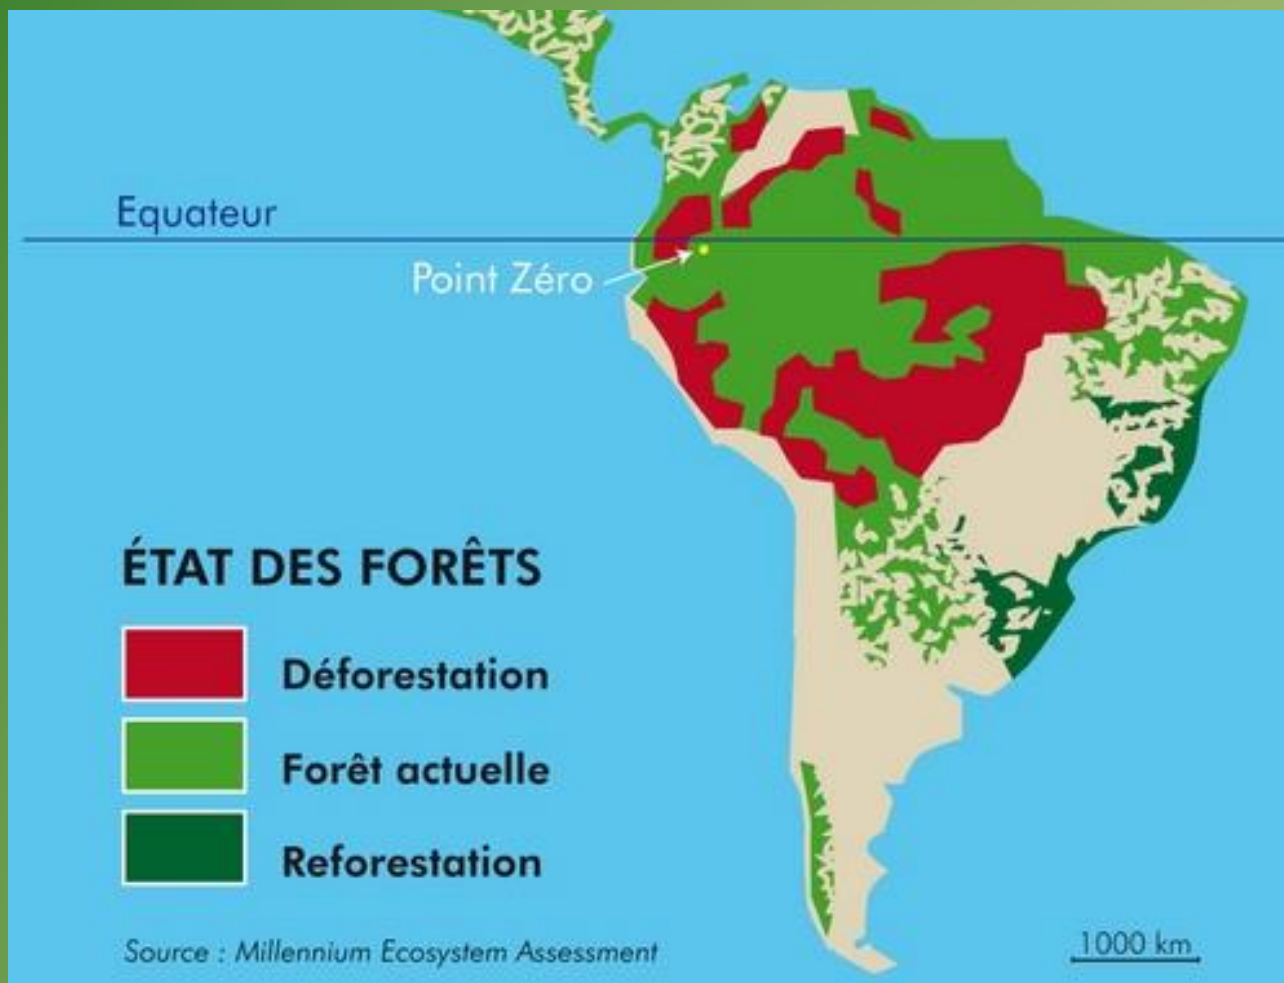 Equateur
Point Zéro
ÉTAT DES FORÊTS
Déforestation
Forêt actuelle
Reforestation
Source : Millennium Ecosystem Assessment
1000 km